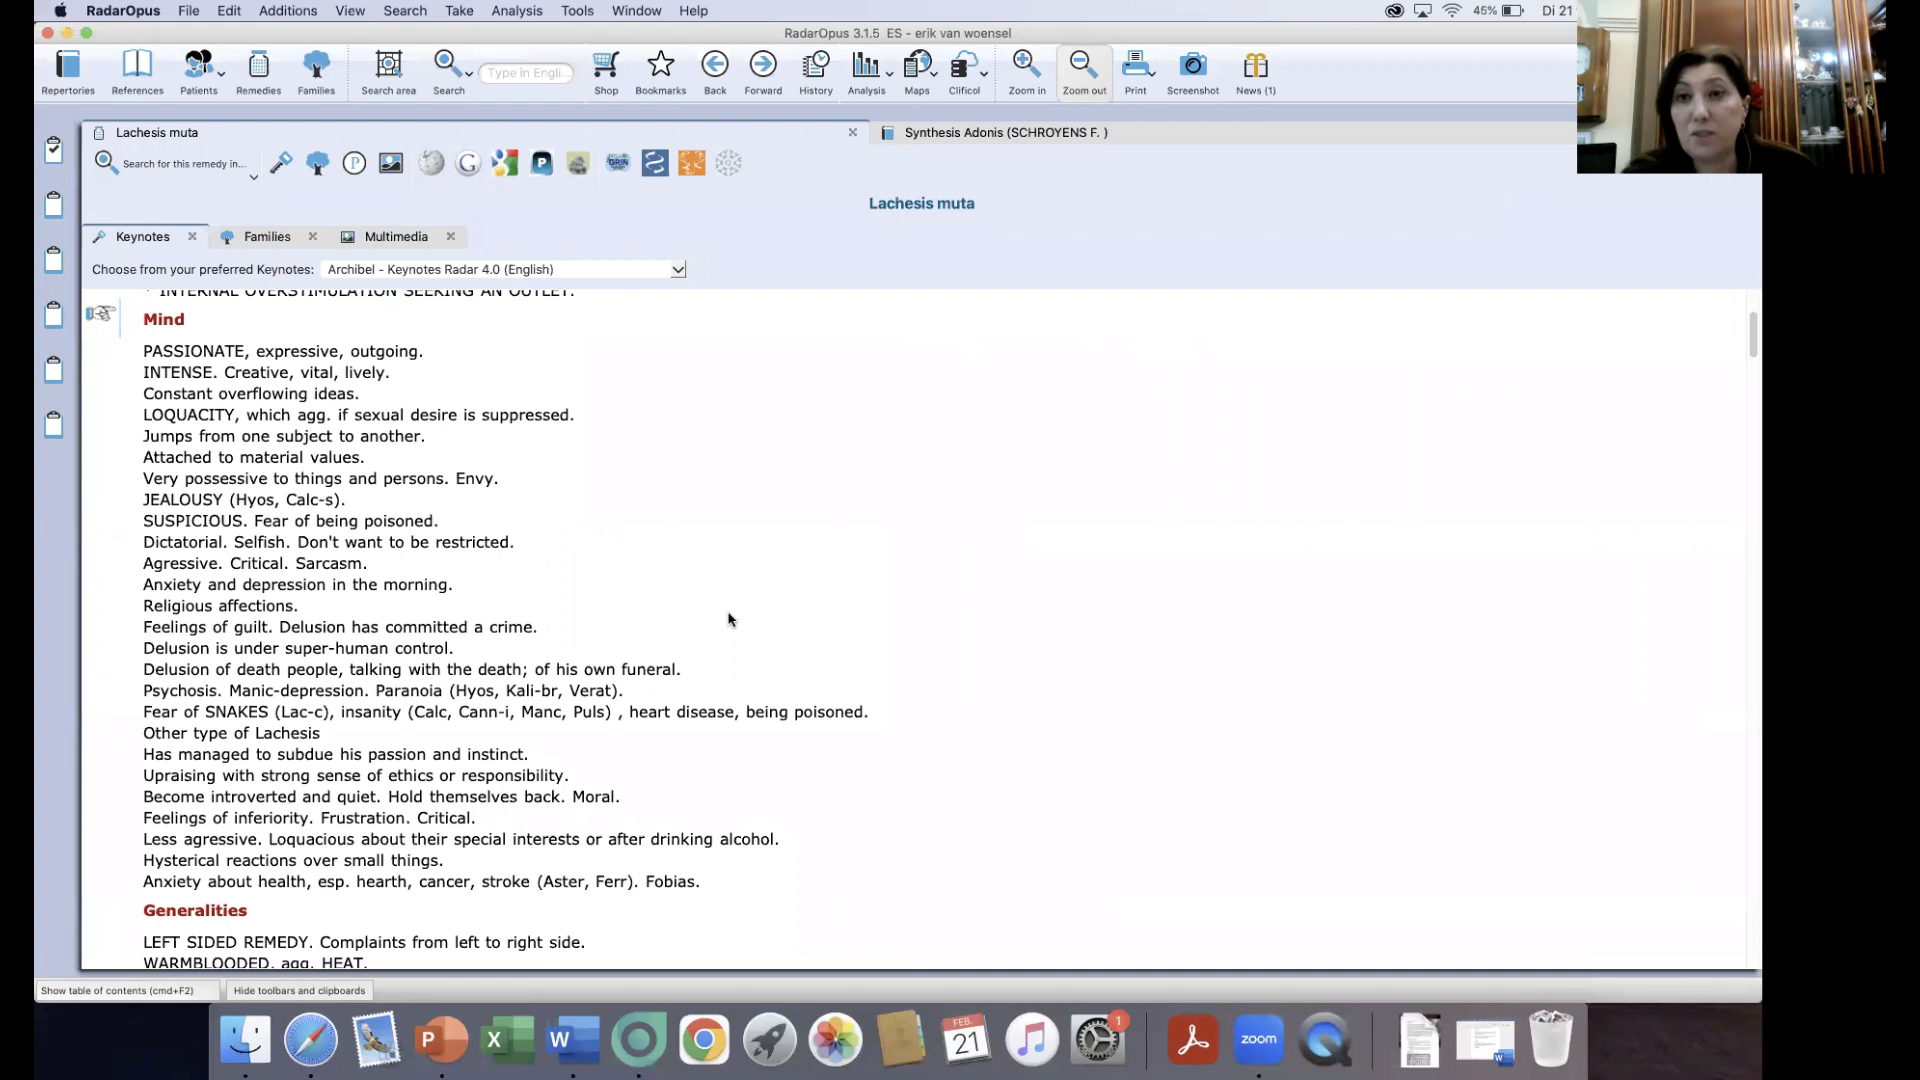 RadarOpus File Edit Additions View Search Take Analysis Tools Window Help 45% Di 21
RadarOpus 3.1.5 ES - erik van woensel
Repertories References Patients Remedies Families Search area Search Type in Engli... Shop Bookmarks Back Forward History Analysis Maps Clificol Zoom in Zoom out Print Screenshot News (1)
Lachesis muta Synthesis Adonis (SCHROYENS F. )
Search for this remedy in... P G P GRIN
Lachesis muta
Keynotes Families Multimedia
Choose from your preferred Keynotes: Archibel - Keynotes Radar 4.0 (English)
* INTERNAL OVERSTIMULATION SEEKING AN OUTLET.
Mind
PASSIONATE, expressive, outgoing.
INTENSE. Creative, vital, lively.
Constant overflowing ideas.
LOQUACITY, which agg. if sexual desire is suppressed.
Jumps from one subject to another.
Attached to material values.
Very possessive to things and persons. Envy.
JEALOUSY (Hyos, Calc-s).
SUSPICIOUS. Fear of being poisoned.
Dictatorial. Selfish. Don't want to be restricted.
Agressive. Critical. Sarcasm.
Anxiety and depression in the morning.
Religious affections.
Feelings of guilt. Delusion has committed a crime.
Delusion is under super-human control.
Delusion of death people, talking with the death; of his own funeral.
Psychosis. Manic-depression. Paranoia (Hyos, Kali-br, Verat).
Fear of SNAKES (Lac-c), insanity (Calc, Cann-i, Manc, Puls) , heart disease, being poisoned.
Other type of Lachesis
Has managed to subdue his passion and instinct.
Upraising with strong sense of ethics or responsibility.
Become introverted and quiet. Hold themselves back. Moral.
Feelings of inferiority. Frustration. Critical.
Less agressive. Loquacious about their special interests or after drinking alcohol.
Hysterical reactions over small things.
Anxiety about health, esp. hearth, cancer, stroke (Aster, Ferr). Fobias.
Generalities
LEFT SIDED REMEDY. Complaints from left to right side.
WARMBLOODED, agg. HEAT.
Show table of contents (cmd+F2) Hide toolbars and clipboards
P X W FEB. 21 1 zoom W